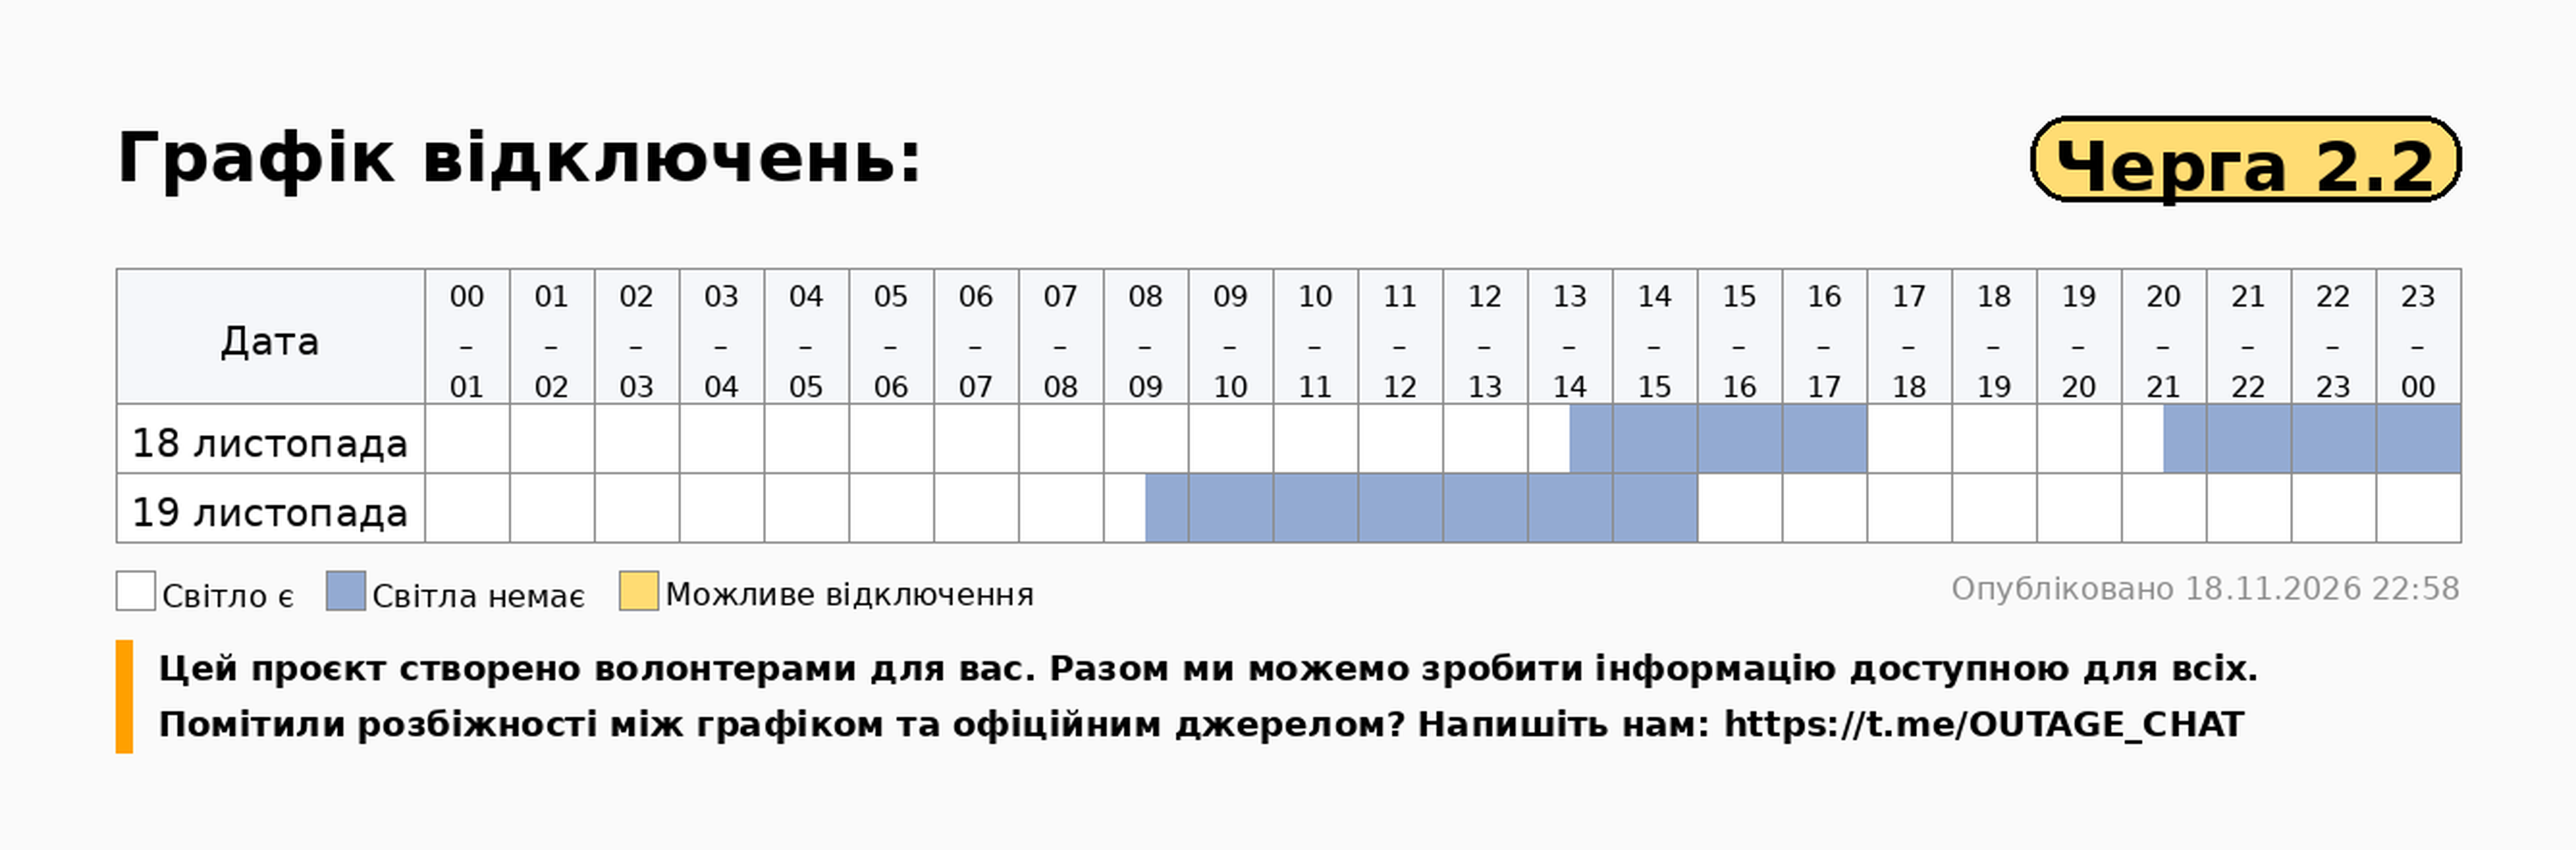 Графік відключень:
Черга 2.2
Дата 00 – 01 01 – 02 02 – 03 03 – 04 04 – 05 05 – 06 06 – 07 07 – 08 08 – 09 09 – 10 10 – 11 11 – 12 12 – 13 13 – 14 14 – 15 15 – 16 16 – 17 17 – 18 18 – 19 19 – 20 20 – 21 21 – 22 22 – 23 23 – 00
18 листопада
19 листопада
Світло є Світла немає Можливе відключення
Опубліковано 18.11.2026 22:58
Цей проєкт створено волонтерами для вас. Разом ми можемо зробити інформацію доступною для всіх.
Помітили розбіжності між графіком та офіційним джерелом? Напишіть нам: https://t.me/OUTAGE_CHAT